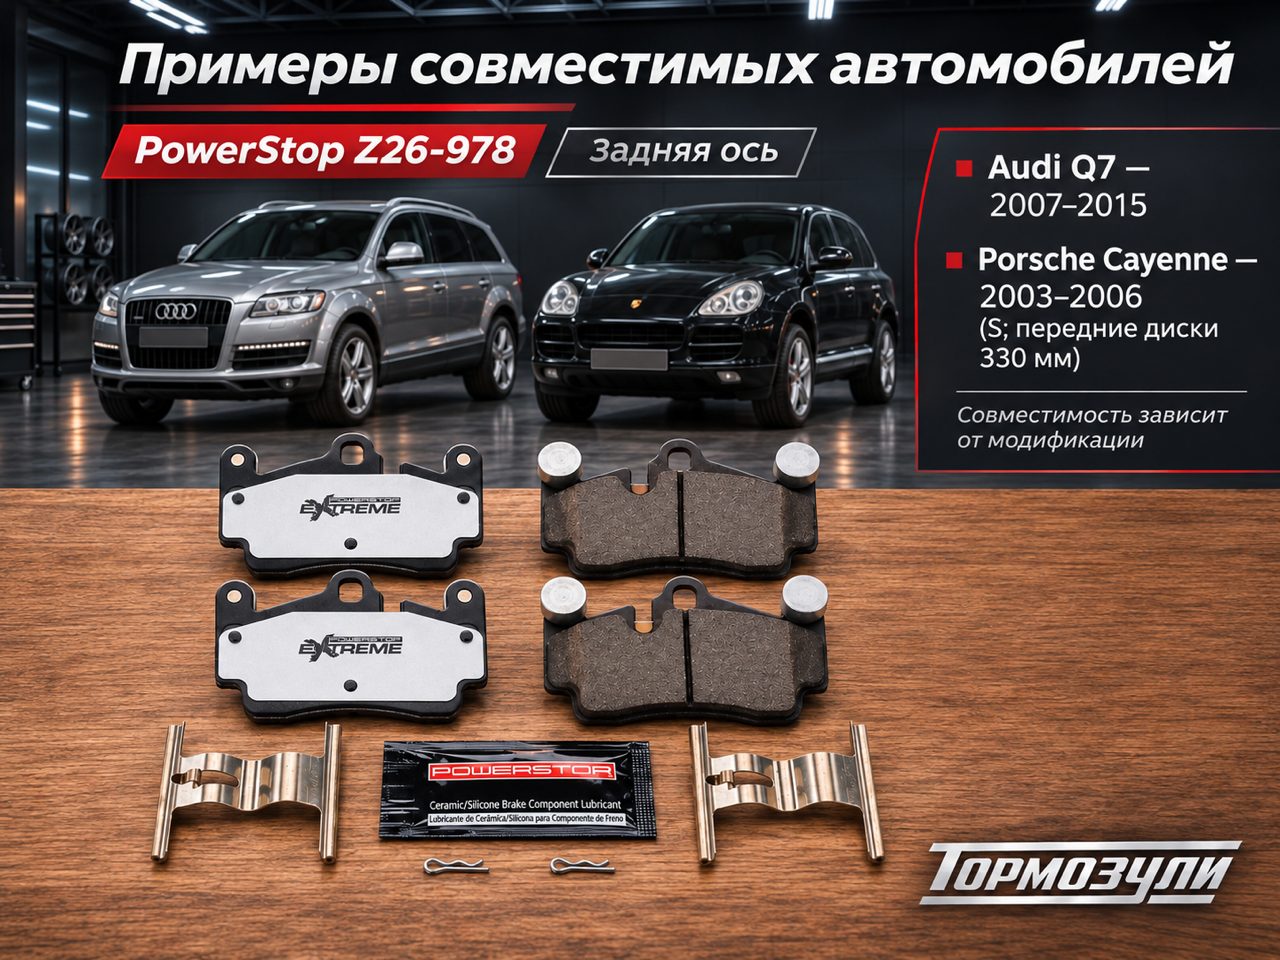 Примеры совместимых автомобилей
PowerStop Z26-978
Задняя ось
Audi Q7 —
2007–2015
Porsche Cayenne —
2003–2006
(S; передние диски
330 мм)
Совместимость зависит
от модификации
POWERSTOP
EXTREME
POWERSTOP
EXTREME
POWERSTOP
Ceramic/Silicone Brake Component Lubricant
Lubricante de Cerámica/Silicona para Componente de Freno
ТОРМОЗУЛИ